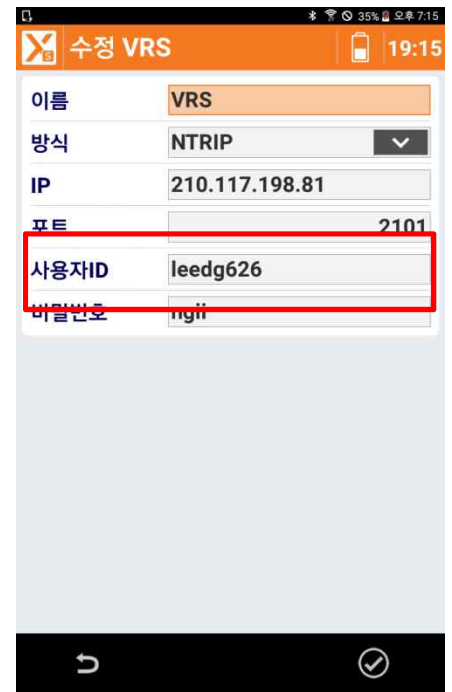 35% 오후 7:15
수정 VRS 19:15
이름 VRS
방식 NTRIP
IP 210.117.198.81
포트 2101
사용자ID leedg626
비밀번호 ngii